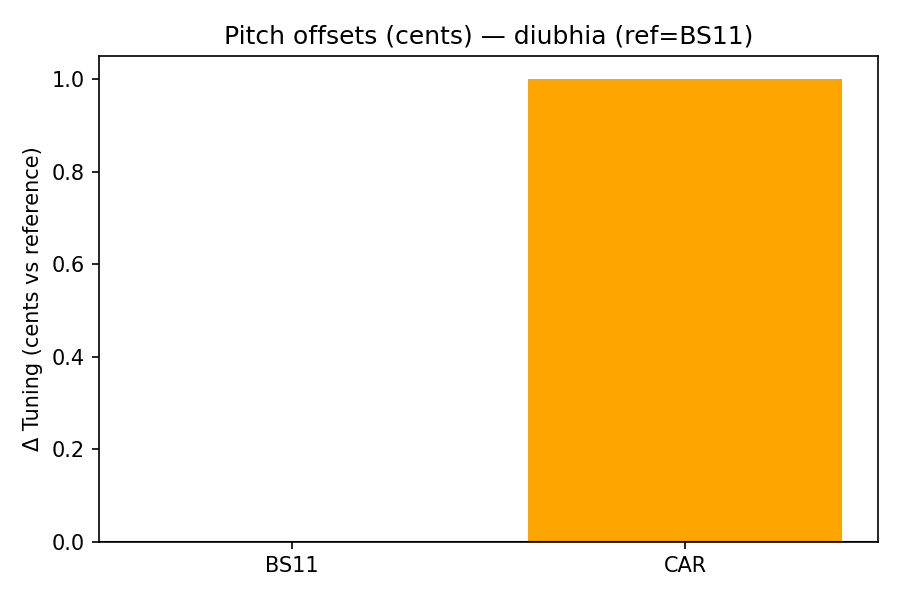 Pitch offsets (cents) — diubhia (ref=BS11)
Δ Tuning (cents vs reference)
1.0
0.8
0.6
0.4
0.2
0.0
BS11 CAR